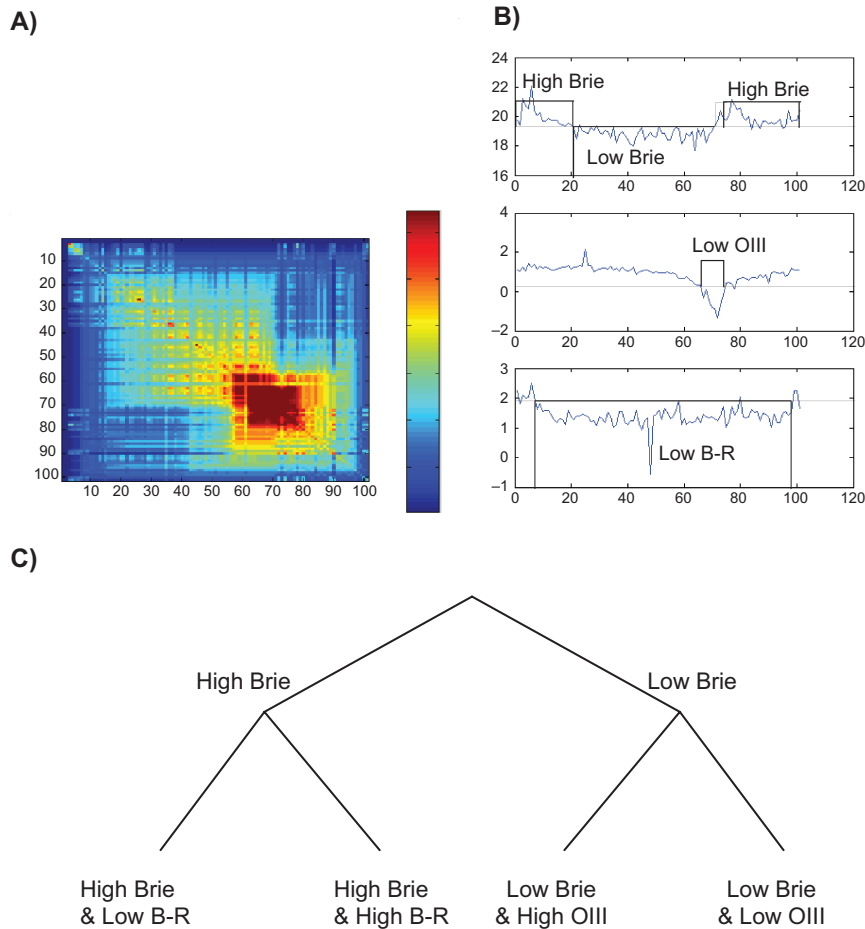 A)
10
20
30
40
50
60
70
80
90
100
10 20 30 40 50 60 70 80 90 100
B)
24
22
20
18
16
High Brie
High Brie
Low Brie
0 20 40 60 80 100 120
4
2
0
−2
Low OIII
0 20 40 60 80 100 120
3
2
1
0
−1
Low B-R
0 20 40 60 80 100 120
C)
High Brie
Low Brie
High Brie
& Low B-R
High Brie
& High B-R
Low Brie
& High OIII
Low Brie
& Low OIII